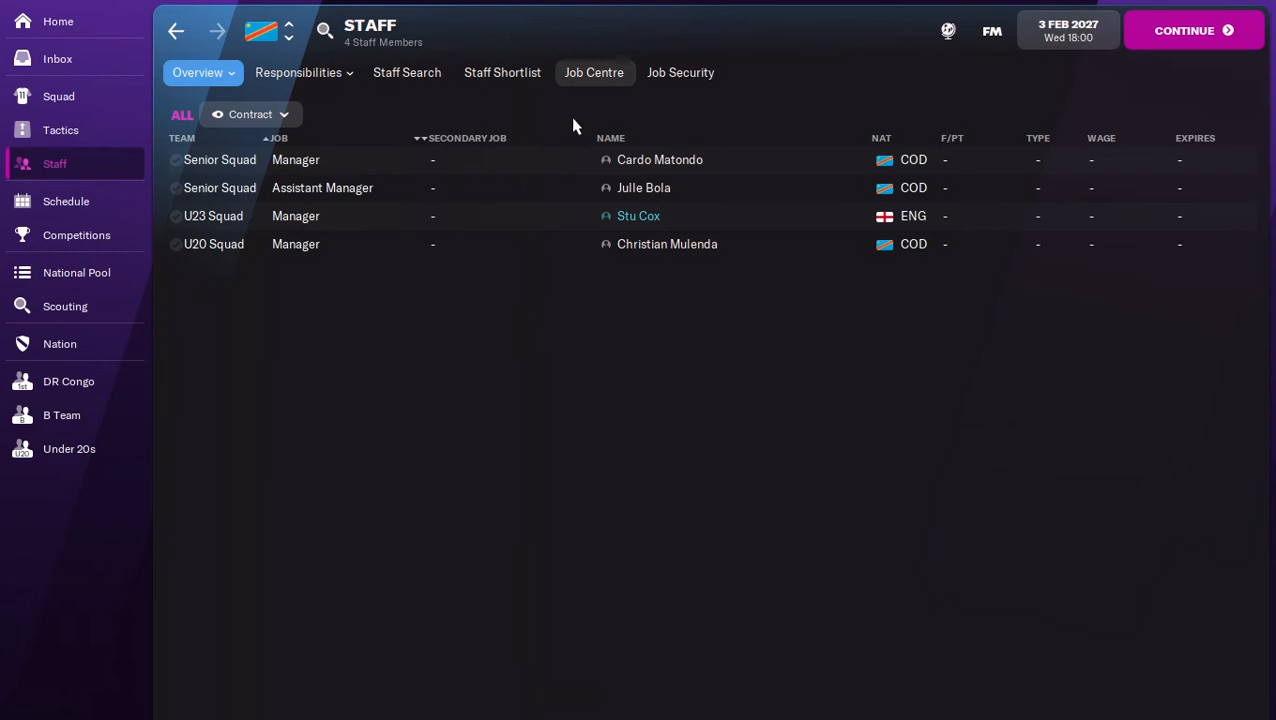 Home
Inbox
11 Squad
Tactics
Staff
Schedule
Competitions
National Pool
Scouting
Nation
1st DR Congo
B B Team
U20 Under 20s
STAFF
4 Staff Members
FM
3 FEB 2027
Wed 18:00
CONTINUE
Overview Responsibilities Staff Search Staff Shortlist Job Centre Job Security
ALL Contract
TEAM JOB SECONDARY JOB NAME NAT F/PT TYPE WAGE EXPIRES
Senior Squad Manager - Cardo Matondo COD - - - -
Senior Squad Assistant Manager - Julle Bola COD - - - -
U23 Squad Manager - Stu Cox ENG - - - -
U20 Squad Manager - Christian Mulenda COD - - - -